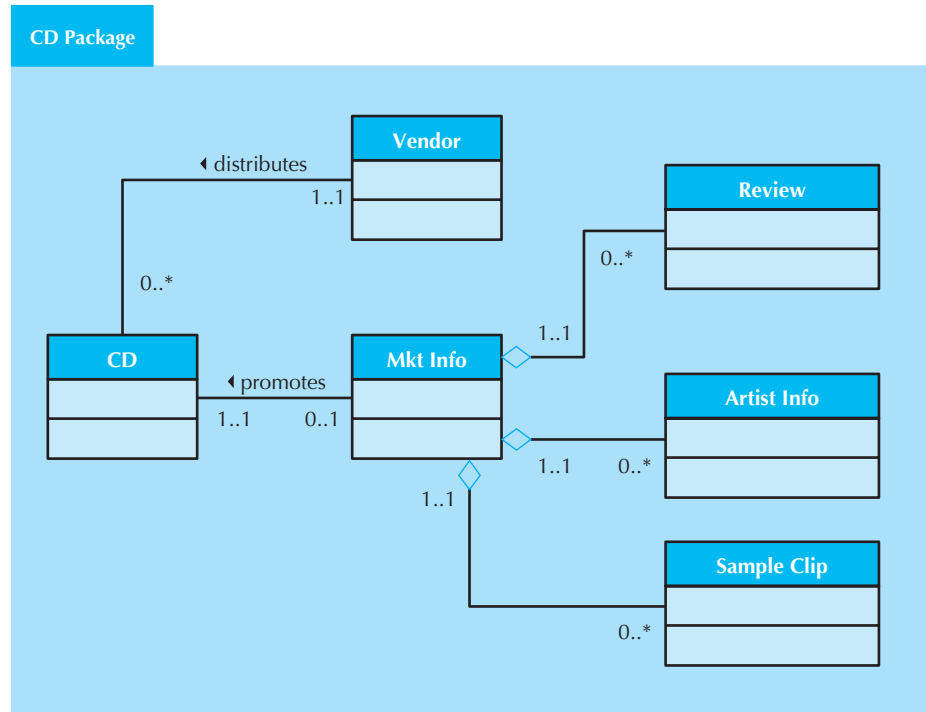 CD Package
Vendor
◀ distributes
1..1
Review
0..*
0..*
1..1
CD
Mkt Info
◀ promotes
Artist Info
1..1
0..1
1..1
0..*
1..1
Sample Clip
0..*